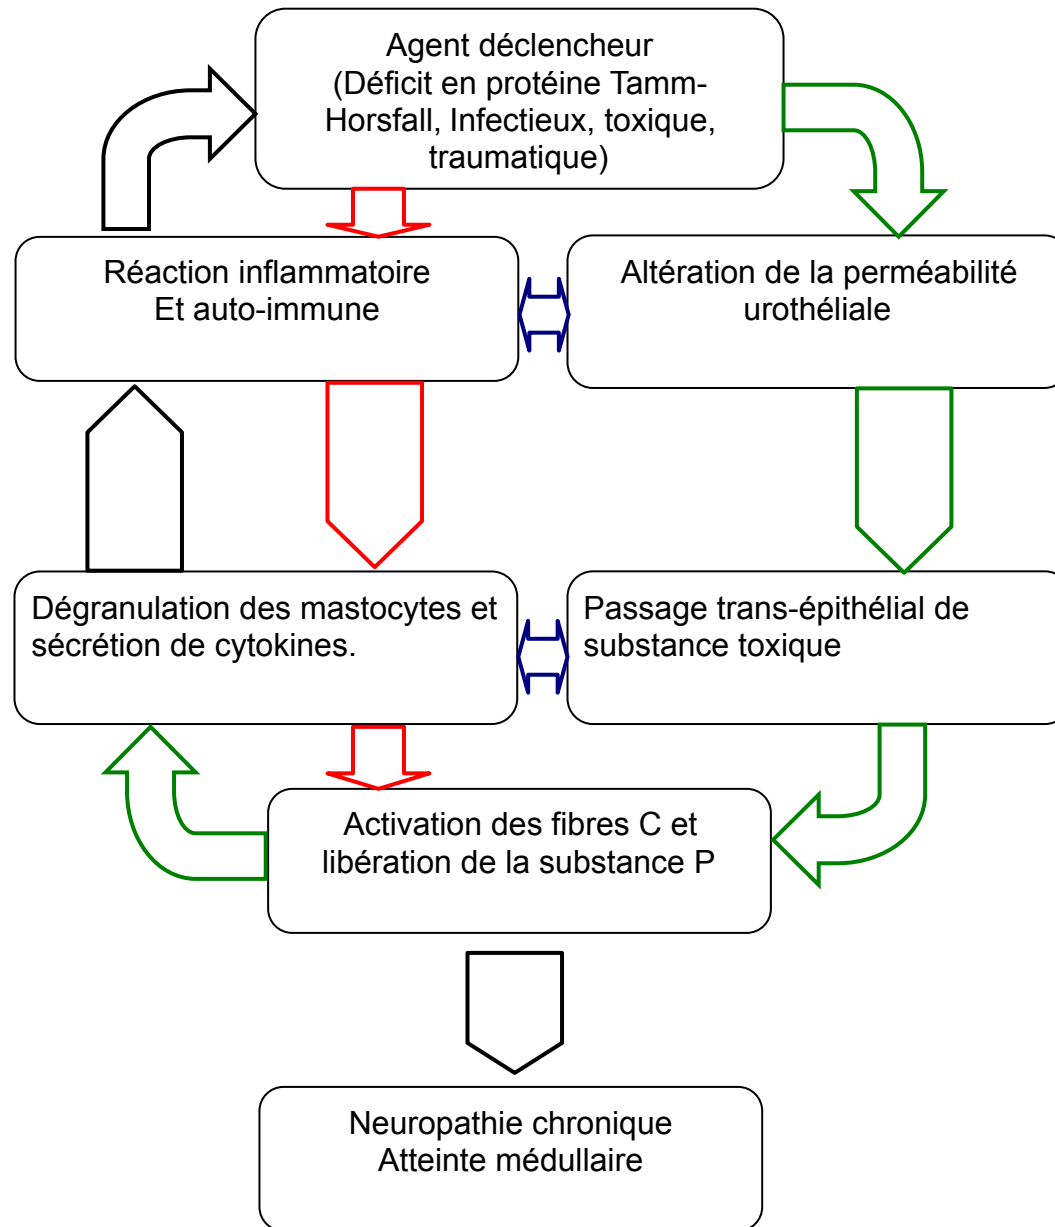 Agent déclencheur
(Déficit en protéine Tamm-
Horsfall, Infectieux, toxique,
traumatique)
Réaction inflammatoire
Et auto-immune
Altération de la perméabilité
urothéliale
Dégranulation des mastocytes et
sécrétion de cytokines.
Passage trans-épithélial de
substance toxique
Activation des fibres C et
libération de la substance P
Neuropathie chronique
Atteinte médullaire